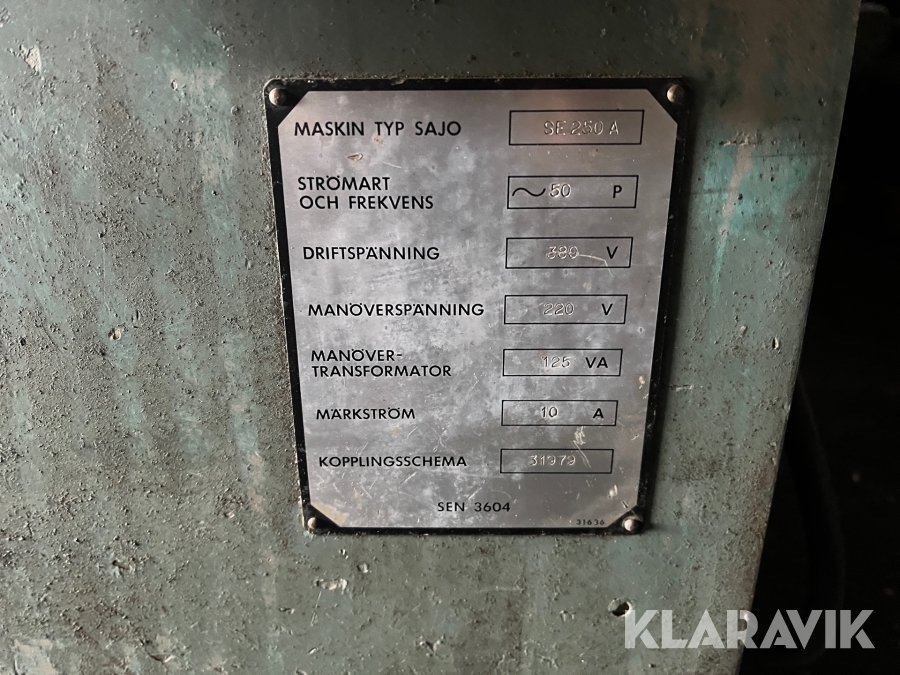 MASKIN TYP SAJO SE 250 A
STRÖMART
OCH FREKVENS ~ 50 P
DRIFTSPÄNNING 380 V
MANÖVERSPÄNNING 220 V
MANÖVER-
TRANSFORMATOR 125 VA
MÄRKSTRÖM 10 A
KOPPLINGSSCHEMA 31979
SEN 3604
31636
KLARAVIK